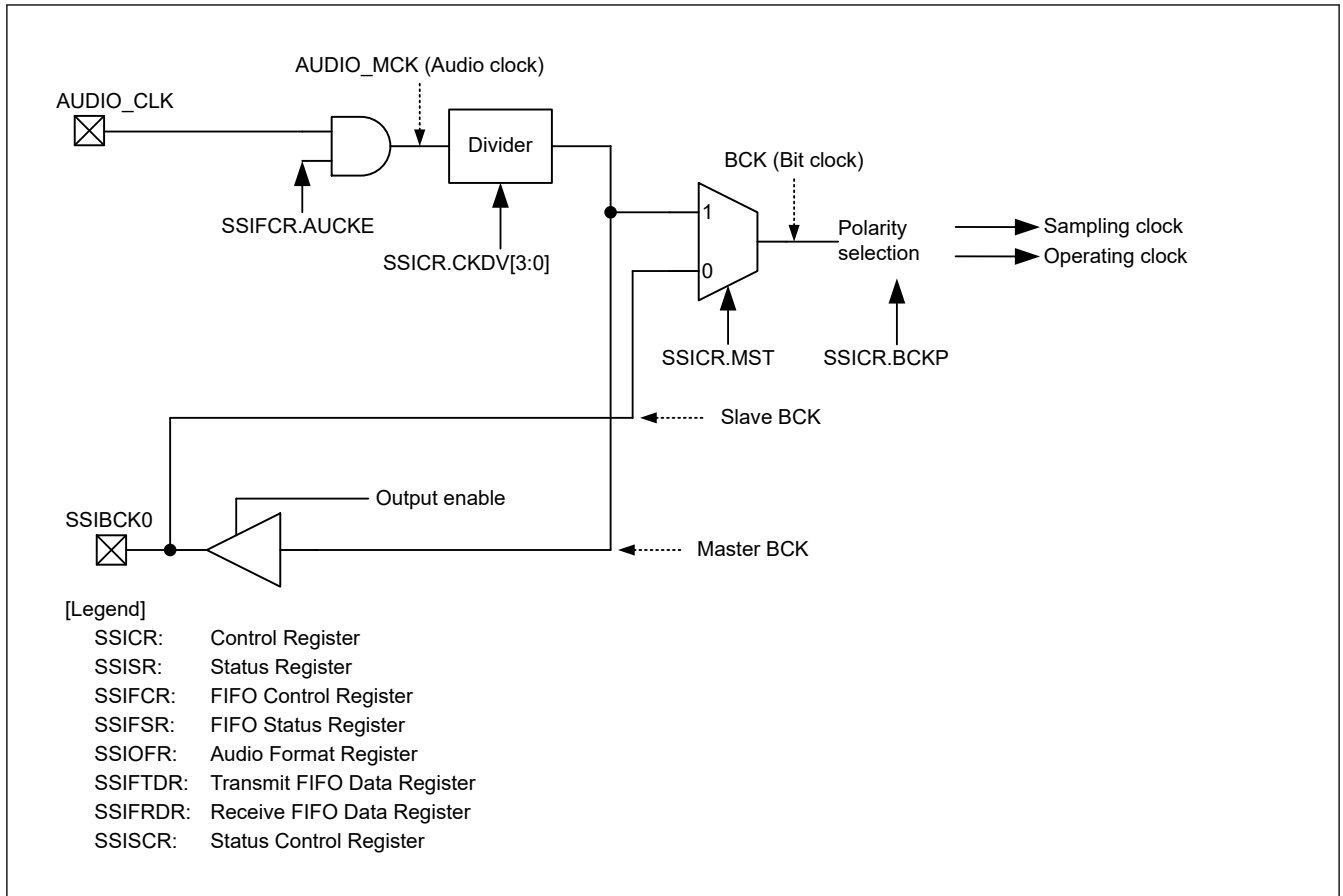 AUDIO_MCK (Audio clock)
AUDIO_CLK
Divider
BCK (Bit clock)
SSIFCR.AUCKE
1
Polarity
selection
Sampling clock
Operating clock
SSICR.CKDV[3:0]
0
SSICR.MST
SSICR.BCKP
Slave BCK
Output enable
SSIBCK0
Master BCK
[Legend]
SSICR: Control Register
SSISR: Status Register
SSIFCR: FIFO Control Register
SSIFSR: FIFO Status Register
SSIOFR: Audio Format Register
SSIFTDR: Transmit FIFO Data Register
SSIFRDR: Receive FIFO Data Register
SSISCR: Status Control Register